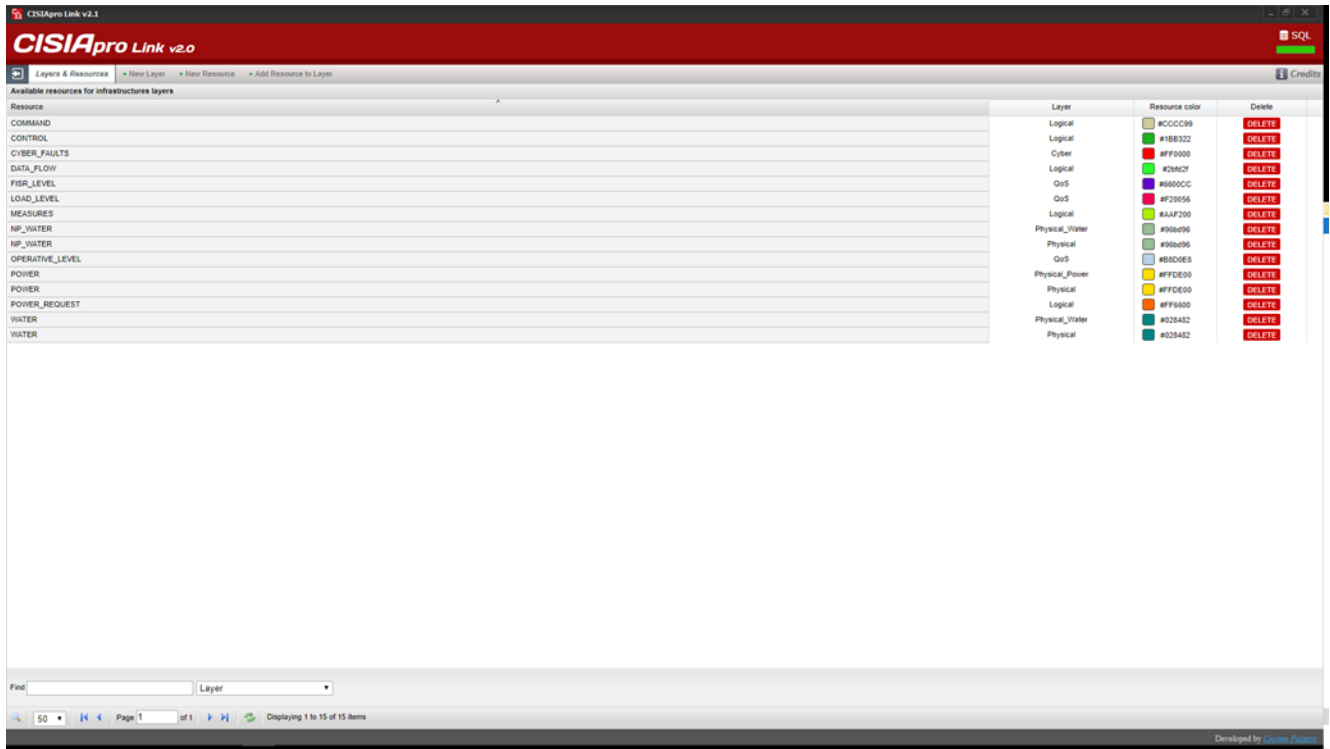 CISIApro Link v2.1
CISIApro Link v2.0
SQL
Layers & Resources + New Layer + New Resource + Add Resource to Layer Credits
Available resources for infrastructures layers
Resource Layer Resource color Delete
COMMAND Logical #CCCC99 DELETE
CONTROL Logical #1BB322 DELETE
CYBER_FAULTS Cyber #FF0000 DELETE
DATA_FLOW Logical #2bfd2f DELETE
FISR_LEVEL QoS #6600CC DELETE
LOAD_LEVEL QoS #F20056 DELETE
MEASURES Logical #AAF200 DELETE
NP_WATER Physical_Water #96bd96 DELETE
NP_WATER Physical #96bd96 DELETE
OPERATIVE_LEVEL QoS #B8D0E8 DELETE
POWER Physical_Power #FFDE00 DELETE
POWER Physical #FFDE00 DELETE
POWER_REQUEST Logical #FF6600 DELETE
WATER Physical_Water #028482 DELETE
WATER Physical #028482 DELETE
Find Layer
50 Page 1 of 1 Displaying 1 to 15 of 15 items
Developed by Cosimo Palazzo